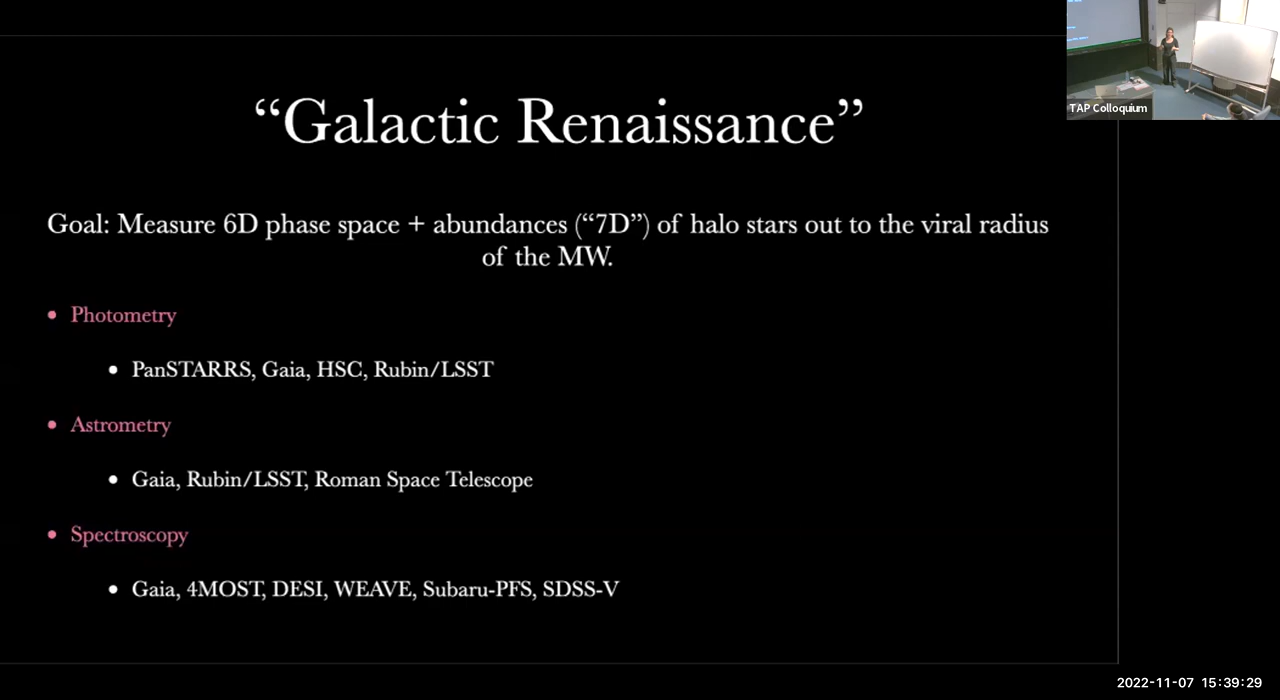 “Galactic Renaissance”
Goal: Measure 6D phase space + abundances (“7D”) of halo stars out to the viral radius
of the MW.
Photometry
PanSTARRS, Gaia, HSC, Rubin/LSST
Astrometry
Gaia, Rubin/LSST, Roman Space Telescope
Spectroscopy
Gaia, 4MOST, DESI, WEAVE, Subaru-PFS, SDSS-V
TAP Colloquium
2022-11-07 15:39:29